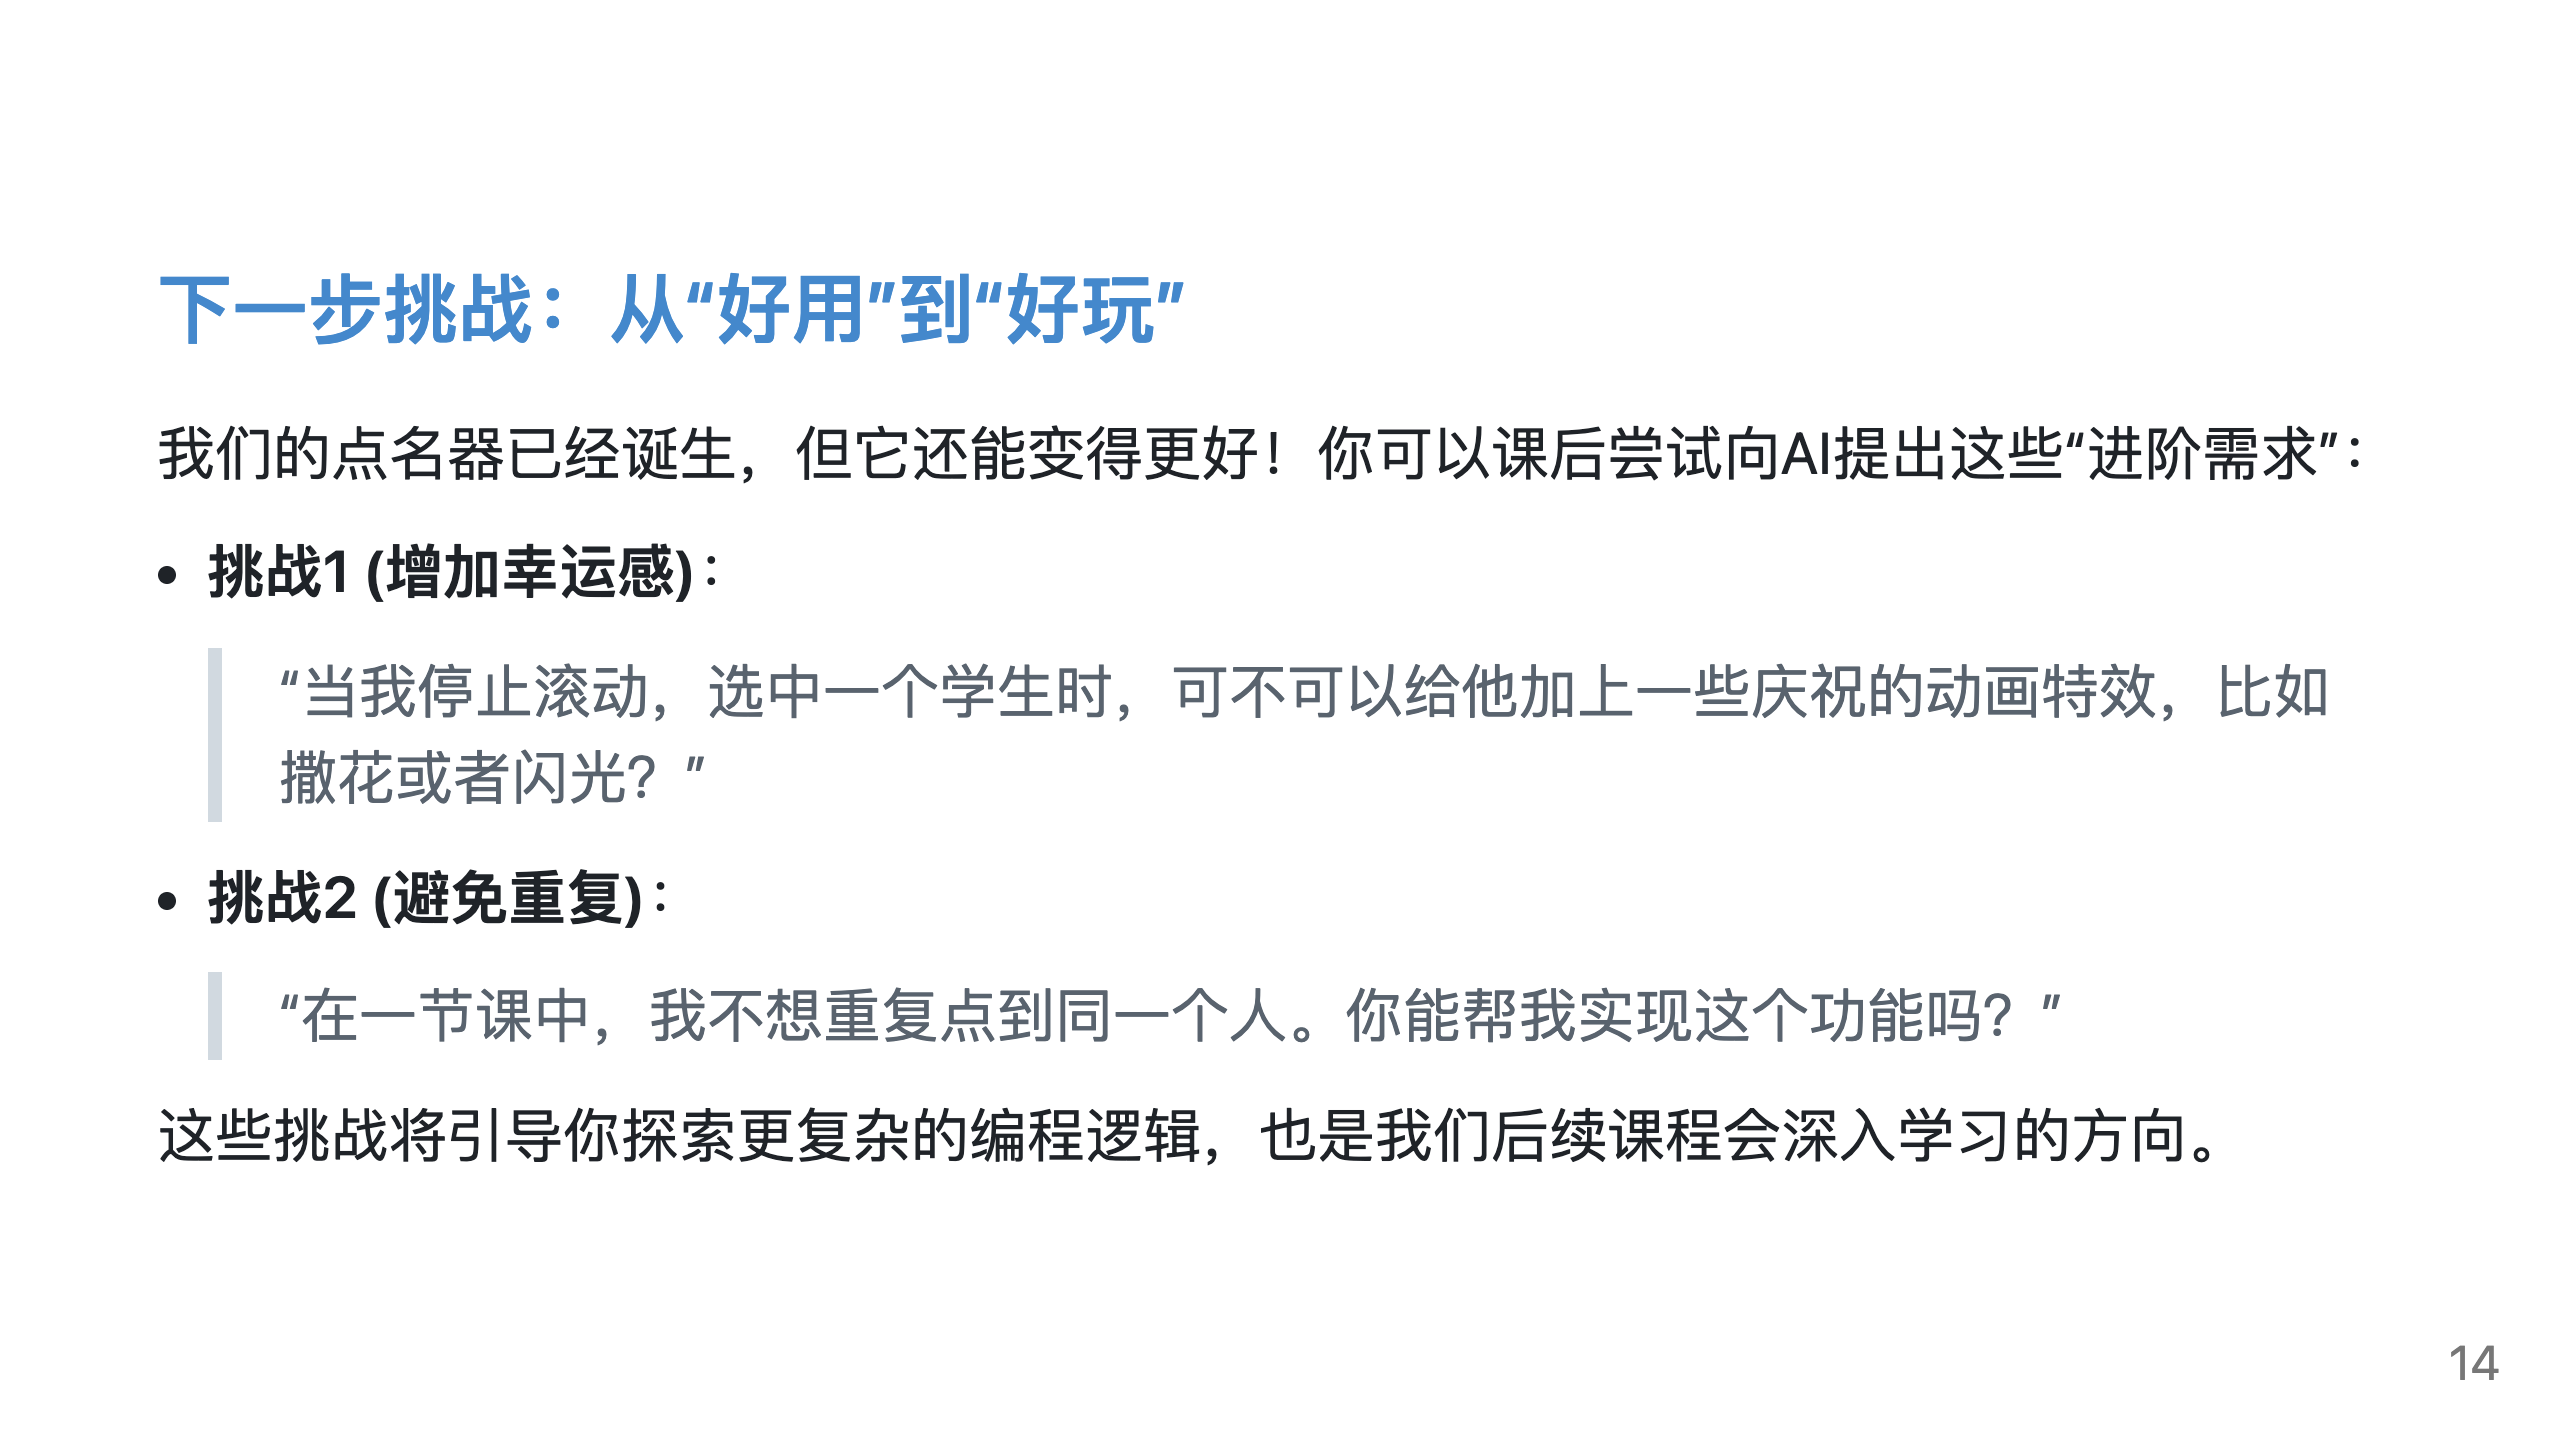 下一步挑战：从“好用”到“好玩”
我们的点名器已经诞生，但它还能变得更好！你可以课后尝试向AI提出这些“进阶需求”：
• 挑战1 (增加幸运感)：
“当我停止滚动，选中一个学生时，可不可以给他加上一些庆祝的动画特效，比如
撒花或者闪光？”
• 挑战2 (避免重复)：
“在一节课中，我不想重复点到同一个人。你能帮我实现这个功能吗？”
这些挑战将引导你探索更复杂的编程逻辑，也是我们后续课程会深入学习的方向。
14